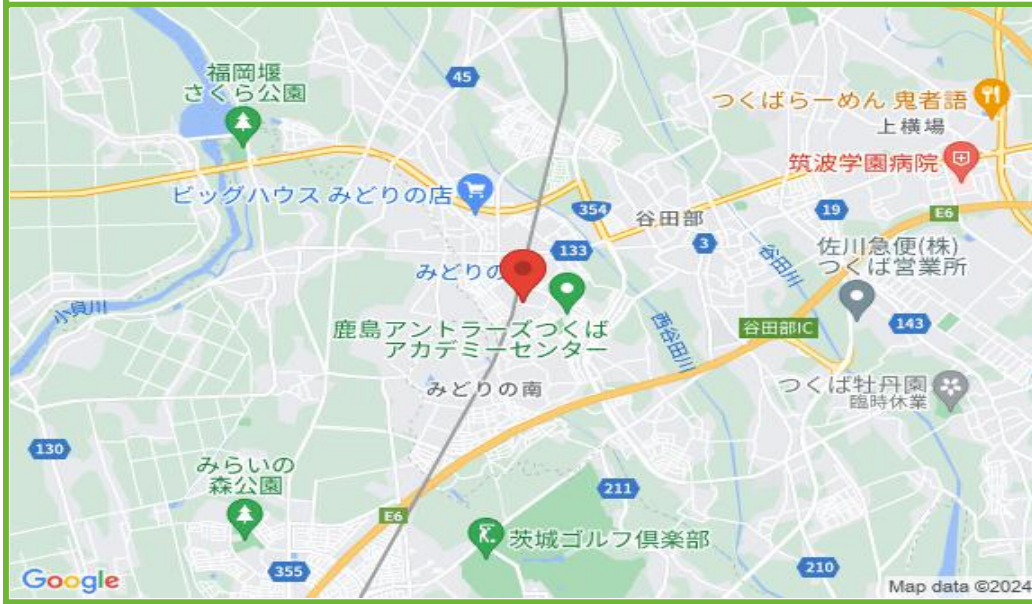 福岡堰
さくら公園
45
つくばらーめん 鬼者語
上横場
筑波学園病院
ビッグハウス みどりの店
354
谷田部
19
E6
133
3
谷田川
佐川急便(株)
つくば営業所
みどりの
小貝川
鹿島アントラーズつくば
アカデミーセンター
西谷田川
谷田部IC
143
みどりの南
つくば牡丹園
臨時休業
130
みらいの
森公園
211
E6
茨城ゴルフ倶楽部
355
210
Google
Map data ©2024